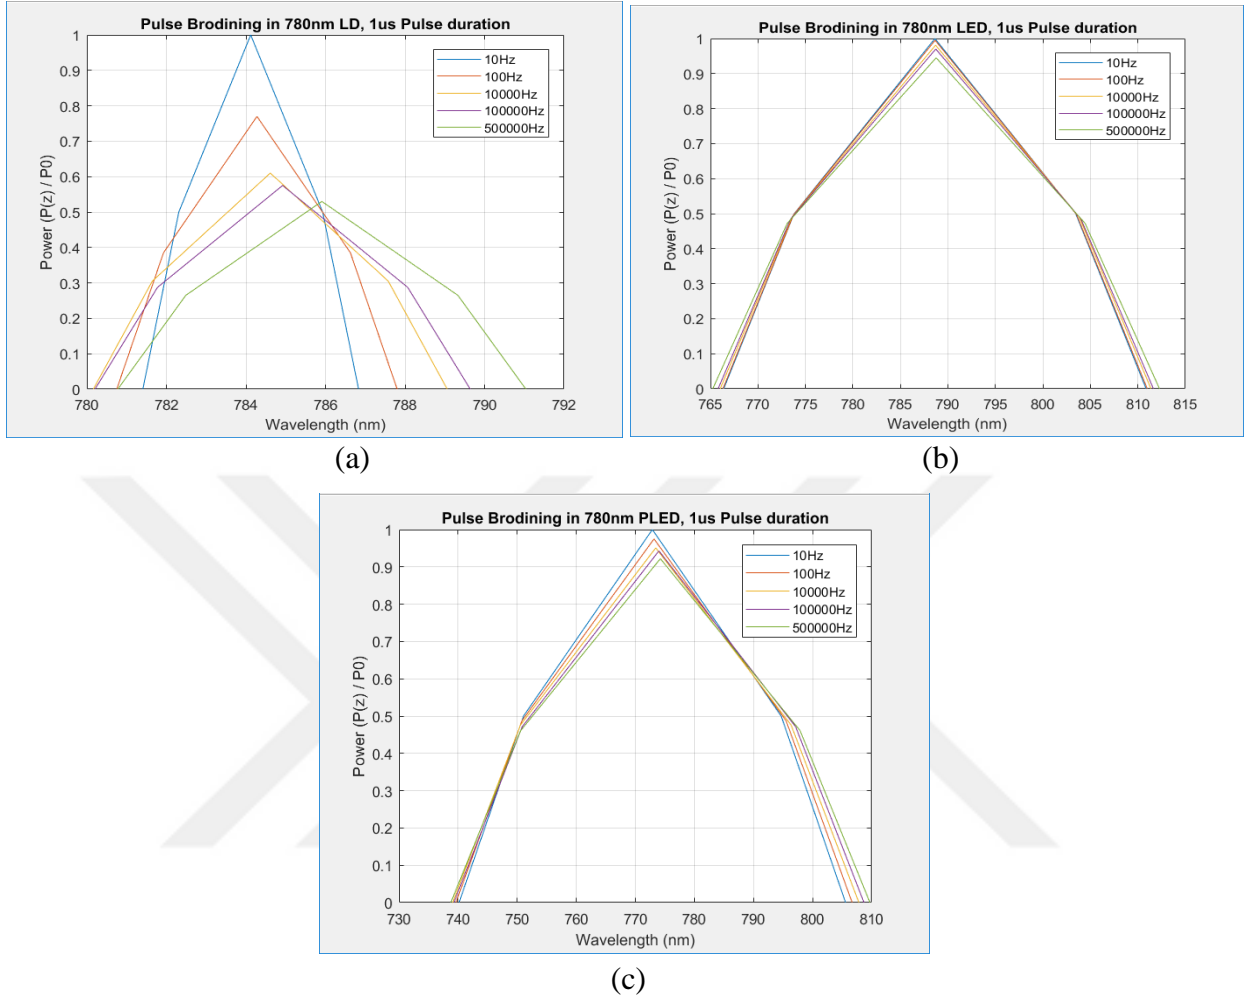 Pulse Brodining in 780nm LD, 1us Pulse duration
1
0.9
0.8
0.7
0.6
0.5
0.4
0.3
0.2
0.1
0
Power (P(z) / P0)
10Hz
100Hz
10000Hz
100000Hz
500000Hz
780 782 784 786 788 790 792
Wavelength (nm)
(a)
Pulse Brodining in 780nm LED, 1us Pulse duration
1
0.9
0.8
0.7
0.6
0.5
0.4
0.3
0.2
0.1
0
Power (P(z) / P0)
10Hz
100Hz
10000Hz
100000Hz
500000Hz
765 770 775 780 785 790 795 800 805 810 815
Wavelength (nm)
(b)
Pulse Brodining in 780nm PLED, 1us Pulse duration
1
0.9
0.8
0.7
0.6
0.5
0.4
0.3
0.2
0.1
0
Power (P(z) / P0)
10Hz
100Hz
10000Hz
100000Hz
500000Hz
730 740 750 760 770 780 790 800 810
Wavelength (nm)
(c)